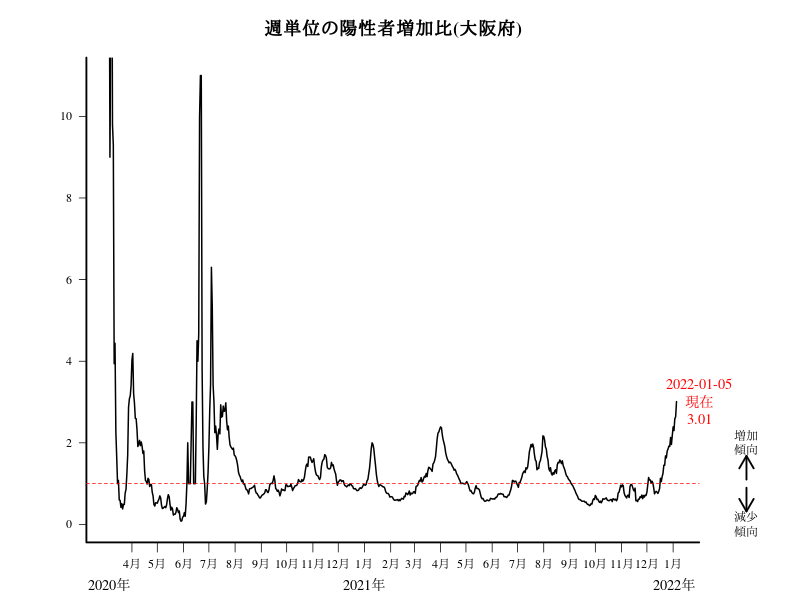 週単位の陽性者増加比(大阪府)
10
8
6
4
2
0
2022-01-05
現在
3.01
増加
傾向
減少
傾向
4月 5月 6月 7月 8月 9月 10月 11月 12月 1月 2月 3月 4月 5月 6月 7月 8月 9月 10月 11月 12月 1月
2020年 2021年 2022年